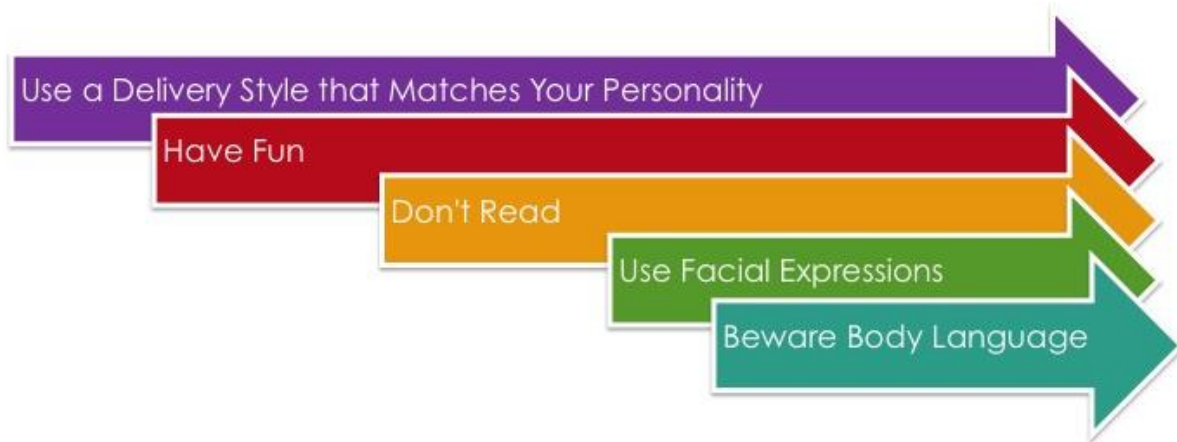 Use a Delivery Style that Matches Your Personality
Have Fun
Don't Read
Use Facial Expressions
Beware Body Language